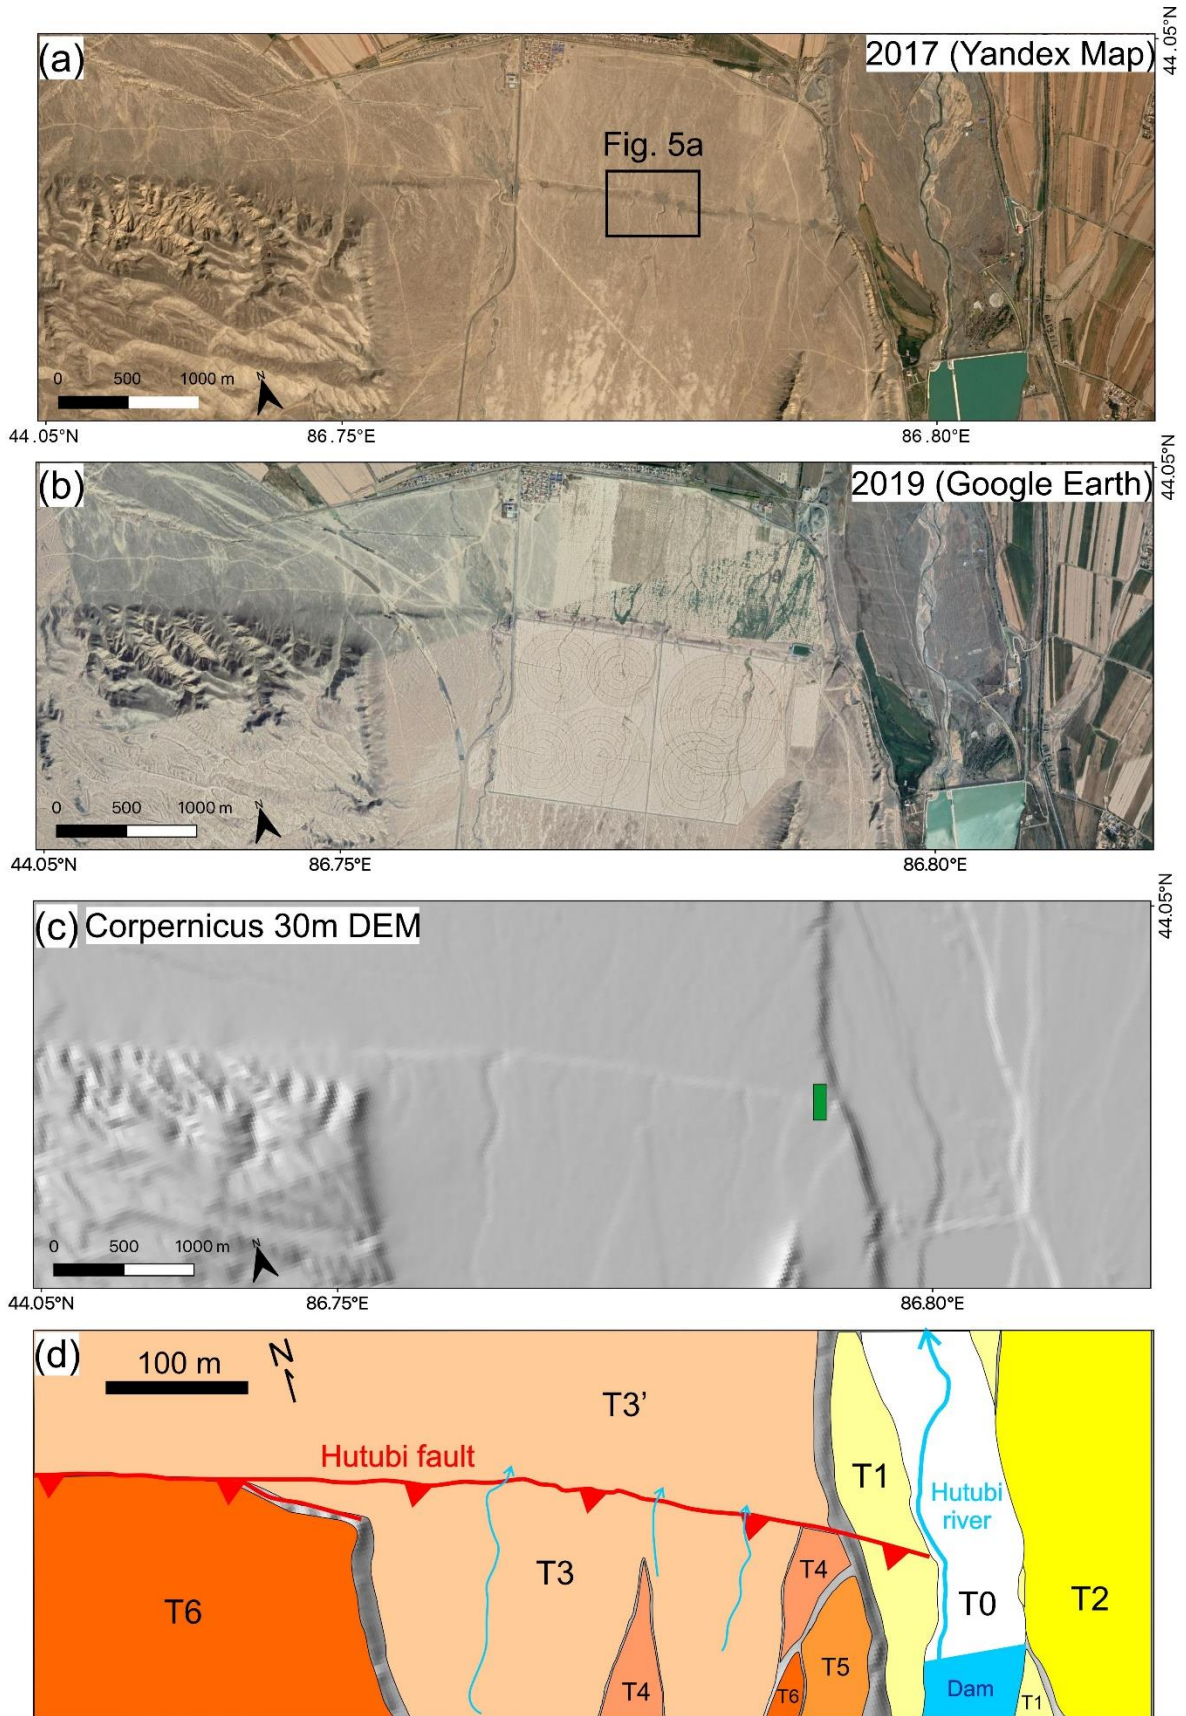 (a)
2017 (Yandex Map)
44.05°N
Fig. 5a
0 500 1000 m
N
44.05°N 86.75°E 86.80°E
(b)
2019 (Google Earth)
44.05°N
0 500 1000 m
N
44.05°N 86.75°E 86.80°E
(c) Corpernicus 30m DEM
44.05°N
0 500 1000 m
N
44.05°N 86.75°E 86.80°E
(d)
100 m
N
T3'
Hutubi fault
T1
Hutubi
river
T4
T3
T6
T0
T2
T5
T4
T6
Dam
T1